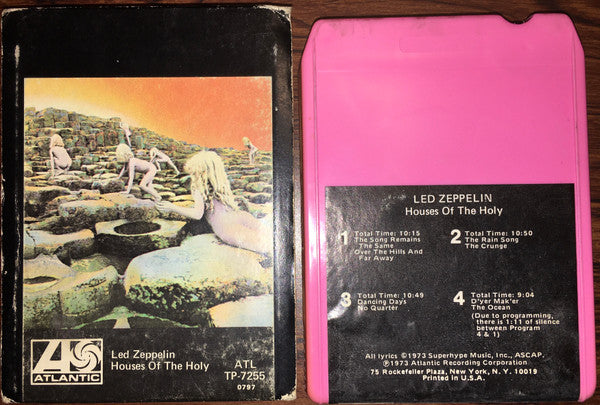 ATLANTIC
Led Zeppelin
Houses Of The Holy
ATL
TP-7255
0797
LED ZEPPELIN
Houses Of The Holy
1 Total Time: 10:15
The Song Remains
The Same
Over The Hills And
Far Away
2 Total Time: 10:50
The Rain Song
The Crunge
3 Total Time: 10:49
Dancing Days
No Quarter
4 Total Time: 9:04
D'yer Mak'er
The Ocean
(Due to programming,
there is 1:11 of silence
between Program
4 & 1)
All lyrics ©1973 Superhype Music, Inc., ASCAP.
℗1973 Atlantic Recording Corporation
75 Rockefeller Plaza, New York, N.Y. 10019
Printed in U.S.A.